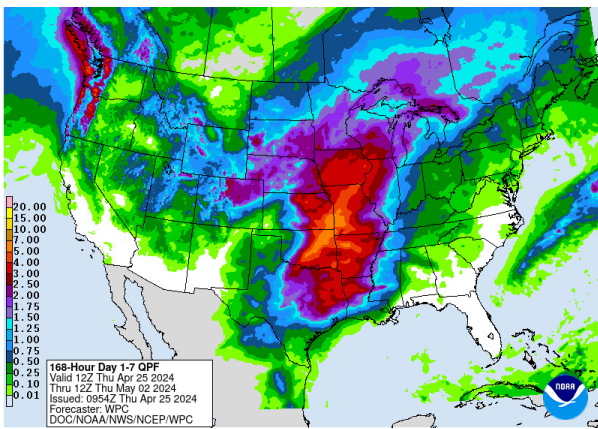 20.00
15.00
10.00
7.00
5.00
4.00
3.00
2.50
2.00
1.75
1.50
1.25
1.00
0.75
0.50
0.25
0.10
0.01
168-Hour Day 1-7 QPF
Valid 12Z Thu Apr 25 2024
Thru 12Z Thu May 02 2024
Issued: 0954Z Thu Apr 25 2024
Forecaster: WPC
DOC/NOAA/NWS/NCEP/WPC
NOAA